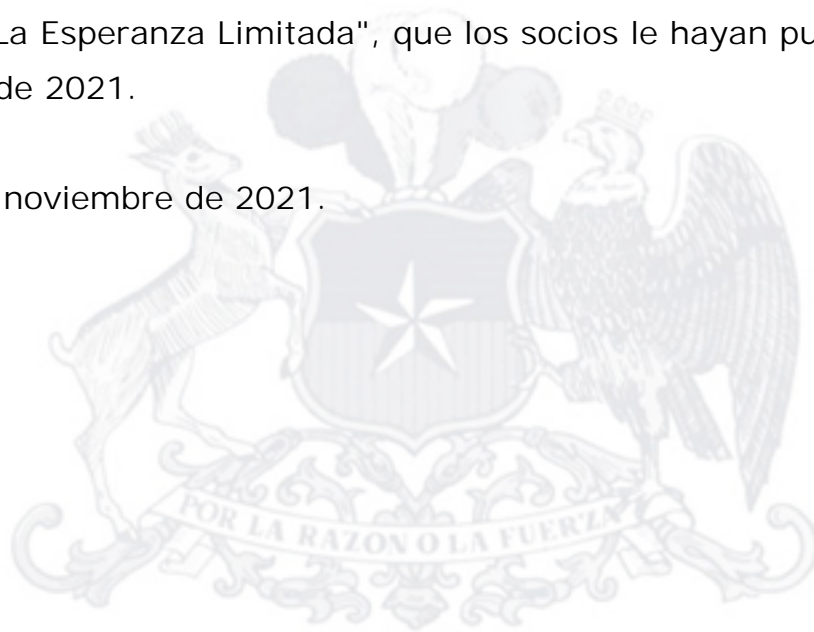 La Esperanza Limitada", que los socios le hayan pu
de 2021.
noviembre de 2021.
POR LA RAZON O LA FUERZA